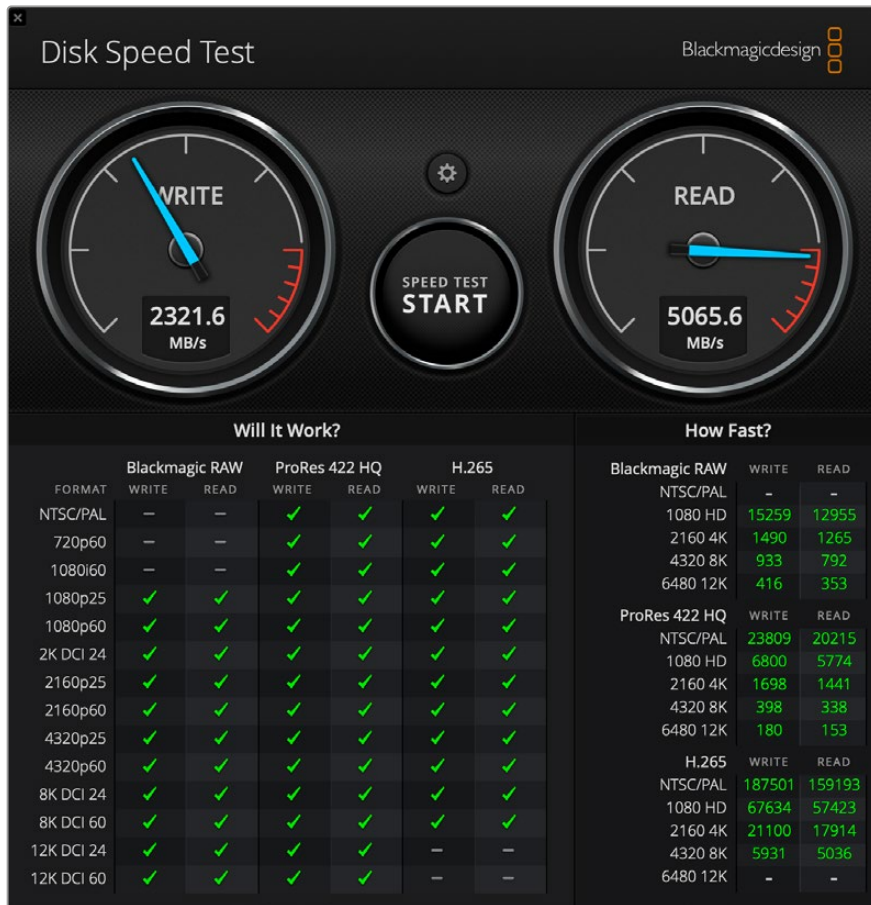 Disk Speed Test
Blackmagicdesign
WRITE
2321.6
MB/s
SPEED TEST
START
READ
5065.6
MB/s
Will It Work?
Blackmagic RAW ProRes 422 HQ H.265
FORMAT WRITE READ WRITE READ WRITE READ
NTSC/PAL – – ✓ ✓ ✓ ✓
720p60 – – ✓ ✓ ✓ ✓
1080i60 – – ✓ ✓ ✓ ✓
1080p25 ✓ ✓ ✓ ✓ ✓ ✓
1080p60 ✓ ✓ ✓ ✓ ✓ ✓
2K DCI 24 ✓ ✓ ✓ ✓ ✓ ✓
2160p25 ✓ ✓ ✓ ✓ ✓ ✓
2160p60 ✓ ✓ ✓ ✓ ✓ ✓
4320p25 ✓ ✓ ✓ ✓ ✓ ✓
4320p60 ✓ ✓ ✓ ✓ ✓ ✓
8K DCI 24 ✓ ✓ ✓ ✓ ✓ ✓
8K DCI 60 ✓ ✓ ✓ ✓ ✓ ✓
12K DCI 24 ✓ ✓ ✓ ✓ – –
12K DCI 60 ✓ ✓ ✓ ✓ – –
How Fast?
Blackmagic RAW WRITE READ
NTSC/PAL - -
1080 HD 15259 12955
2160 4K 1490 1265
4320 8K 933 792
6480 12K 416 353
ProRes 422 HQ WRITE READ
NTSC/PAL 23809 20215
1080 HD 6800 5774
2160 4K 1698 1441
4320 8K 398 338
6480 12K 180 153
H.265 WRITE READ
NTSC/PAL 187501 159193
1080 HD 67634 57423
2160 4K 21100 17914
4320 8K 5931 5036
6480 12K - -